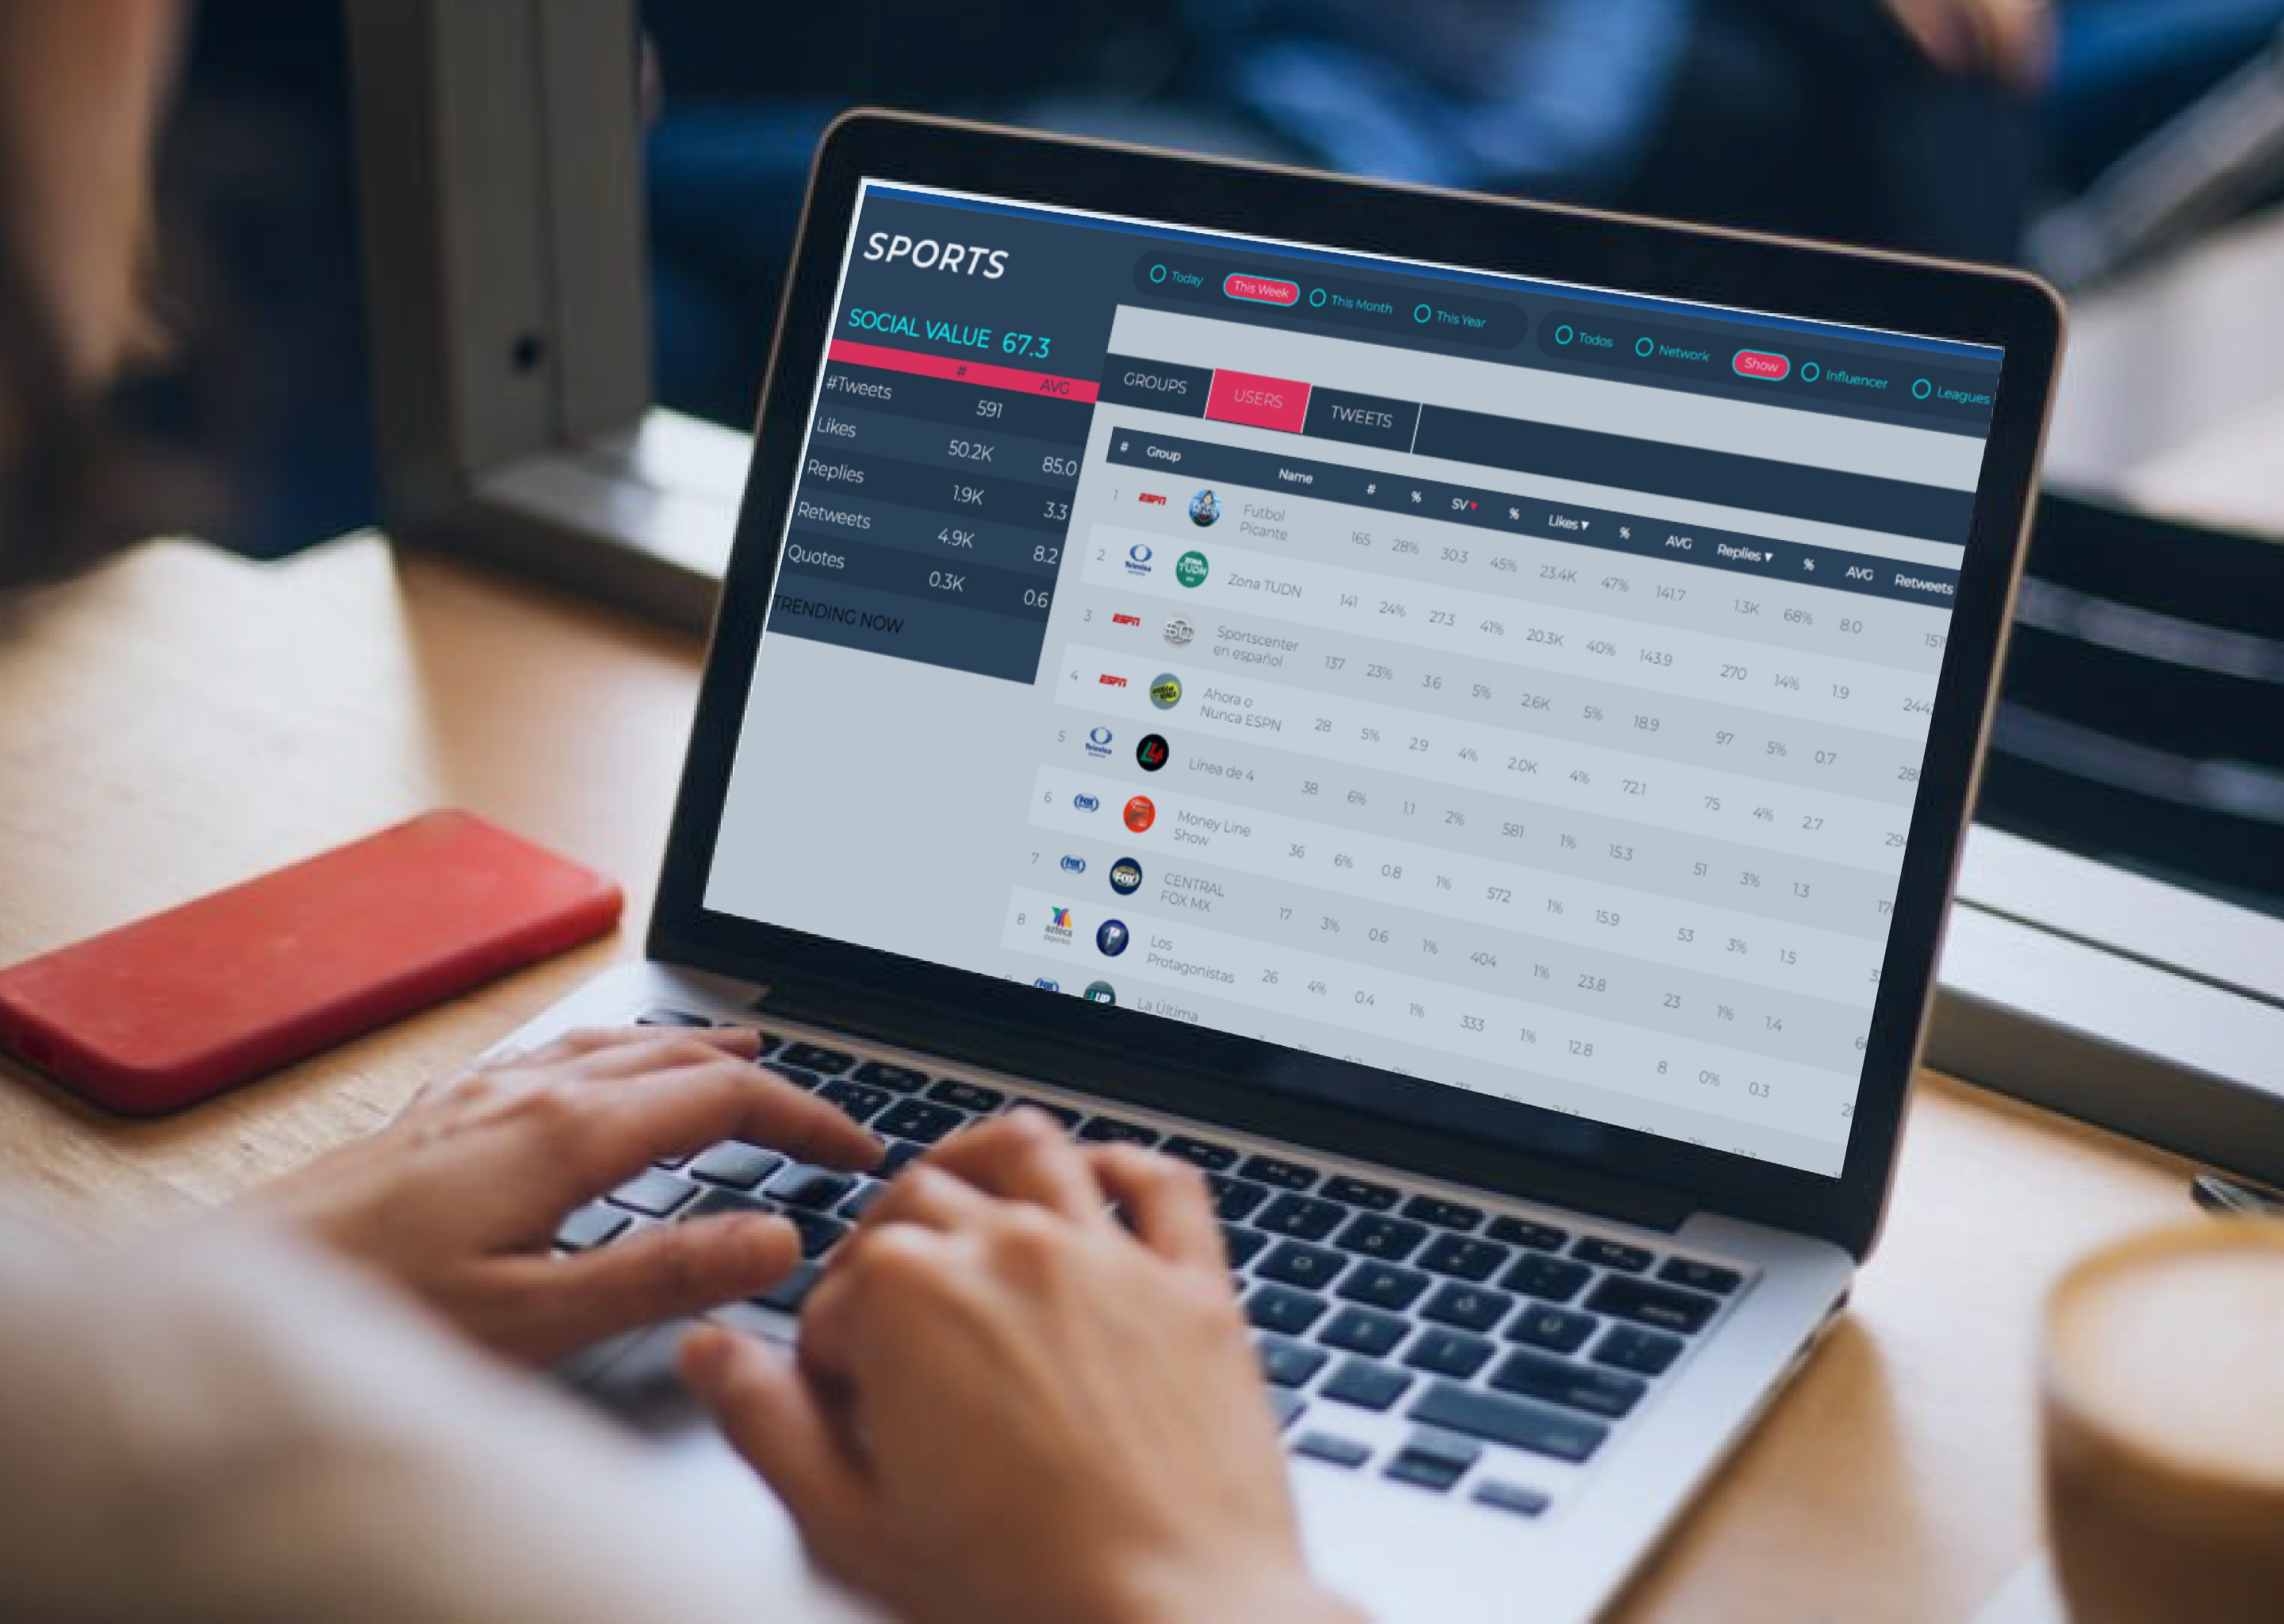 SPORTS
Today This Week This Month This Year Todos Network Show Influencer Leagues
SOCIAL VALUE 67.3
# AVG
#Tweets 591
Likes 50.2K 85.0
Replies 1.9K 3.3
Retweets 4.9K 8.2
Quotes 0.3K 0.6
TRENDING NOW
GROUPS USERS TWEETS
# Group Name # % SV▼ % Likes▼ % AVG Replies▼ % AVG Retweets
1 ESPN Futbol Picante 165 28% 30.3 45% 23.4K 47% 141.7 1.3K 68% 8.0 151
2 Televisa ZONA TUDN Zona TUDN 141 24% 27.3 41% 20.3K 40% 143.9 270 14% 1.9 244
3 ESPN Sportscenter en español 137 23% 3.6 5% 2.6K 5% 18.9 97 5% 0.7 28
4 ESPN Ahora o Nunca ESPN 28 5% 2.9 4% 2.0K 4% 72.1 75 4% 2.7 29
5 Televisa L4 Línea de 4 38 6% 1.1 2% 581 1% 15.3 51 3% 1.3 17
6 FOX Money Line Show 36 6% 0.8 1% 572 1% 15.9 53 3% 1.5 3
7 FOX FOX CENTRAL FOX MX 17 3% 0.6 1% 404 1% 23.8 23 1% 1.4 6
8 azteca deportes Los Protagonistas 26 4% 0.4 1% 333 1% 12.8 8 0% 0.3 2
FOX LUP La Última